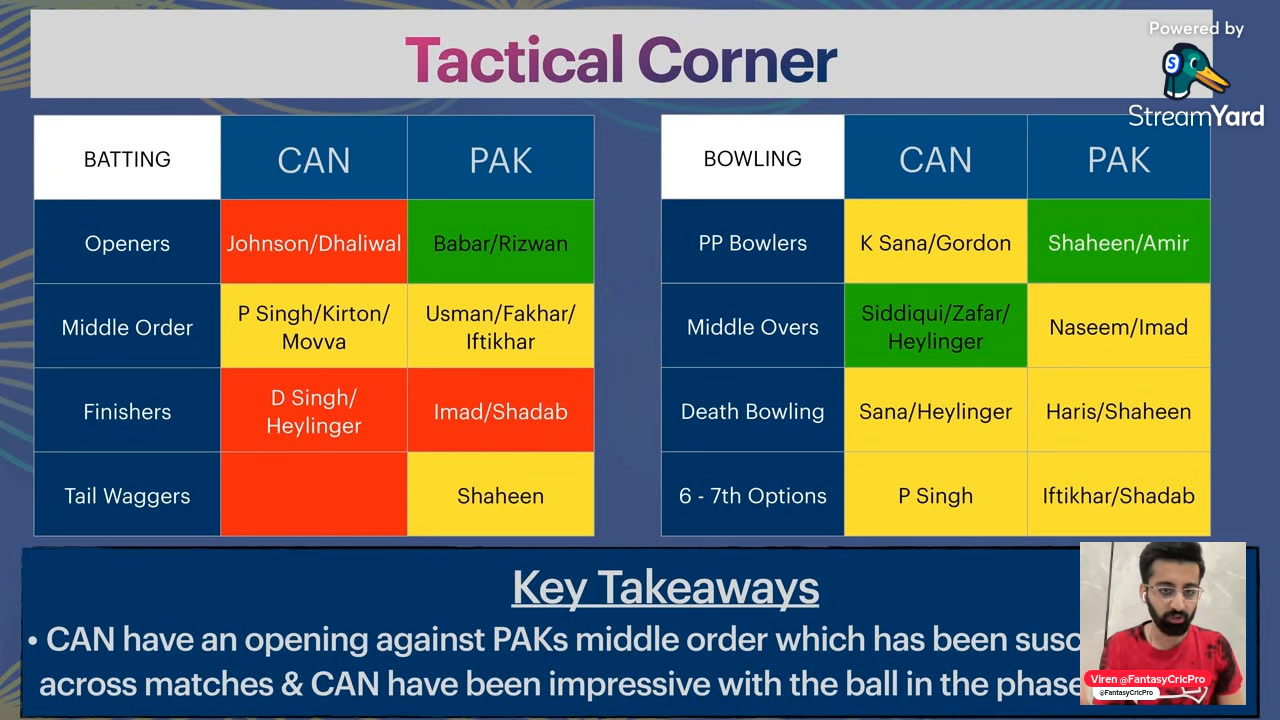 Tactical Corner
Powered by
StreamYard
BATTING CAN PAK
Openers Johnson/Dhaliwal Babar/Rizwan
Middle Order P Singh/Kirton/ Movva Usman/Fakhar/ Iftikhar
Finishers D Singh/ Heylinger Imad/Shadab
Tail Waggers Shaheen
BOWLING CAN PAK
PP Bowlers K Sana/Gordon Shaheen/Amir
Middle Overs Siddiqui/Zafar/ Heylinger Naseem/Imad
Death Bowling Sana/Heylinger Haris/Shaheen
6 - 7th Options P Singh Iftikhar/Shadab
Key Takeaways
• CAN have an opening against PAKs middle order which has been
across matches & CAN have been impressive with the ball in the phase
Viren @FantasyCricPro
@FantasyCricPro